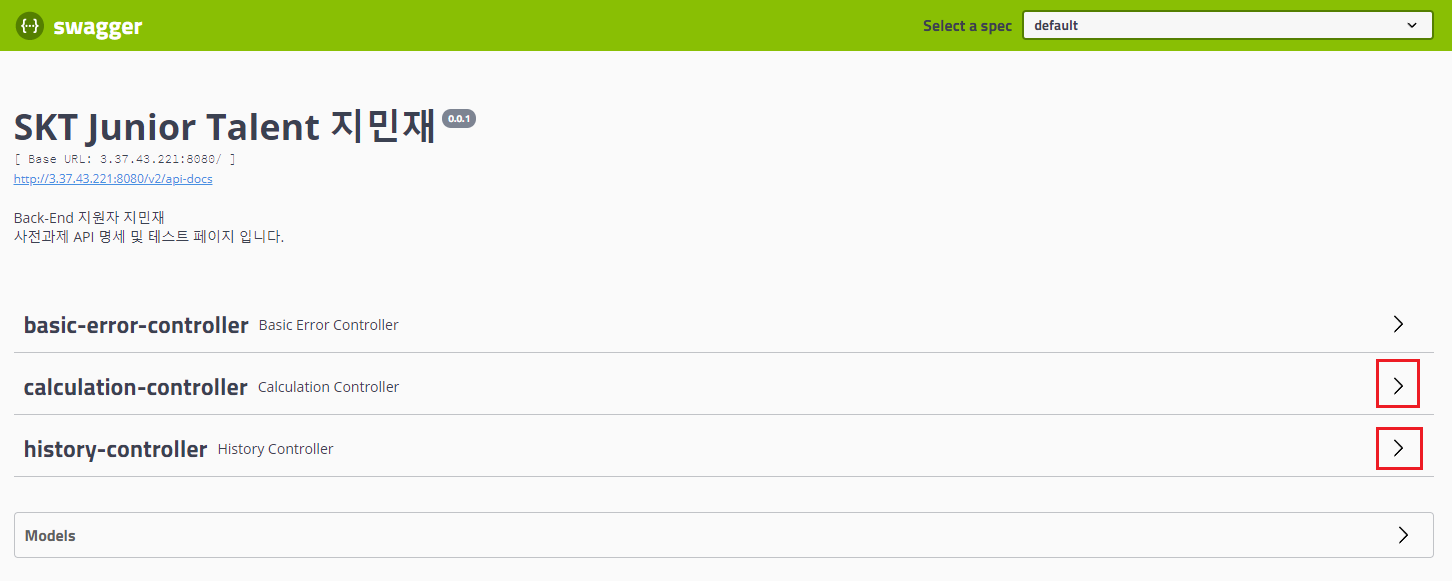 {···} swagger
Select a spec default
SKT Junior Talent 지민재 0.0.1
[ Base URL: 3.37.43.221:8080/ ]
http://3.37.43.221:8080/v2/api-docs
Back-End 지원자 지민재
사전과제 API 명세 및 테스트 페이지 입니다.
basic-error-controller Basic Error Controller
calculation-controller Calculation Controller
history-controller History Controller
Models